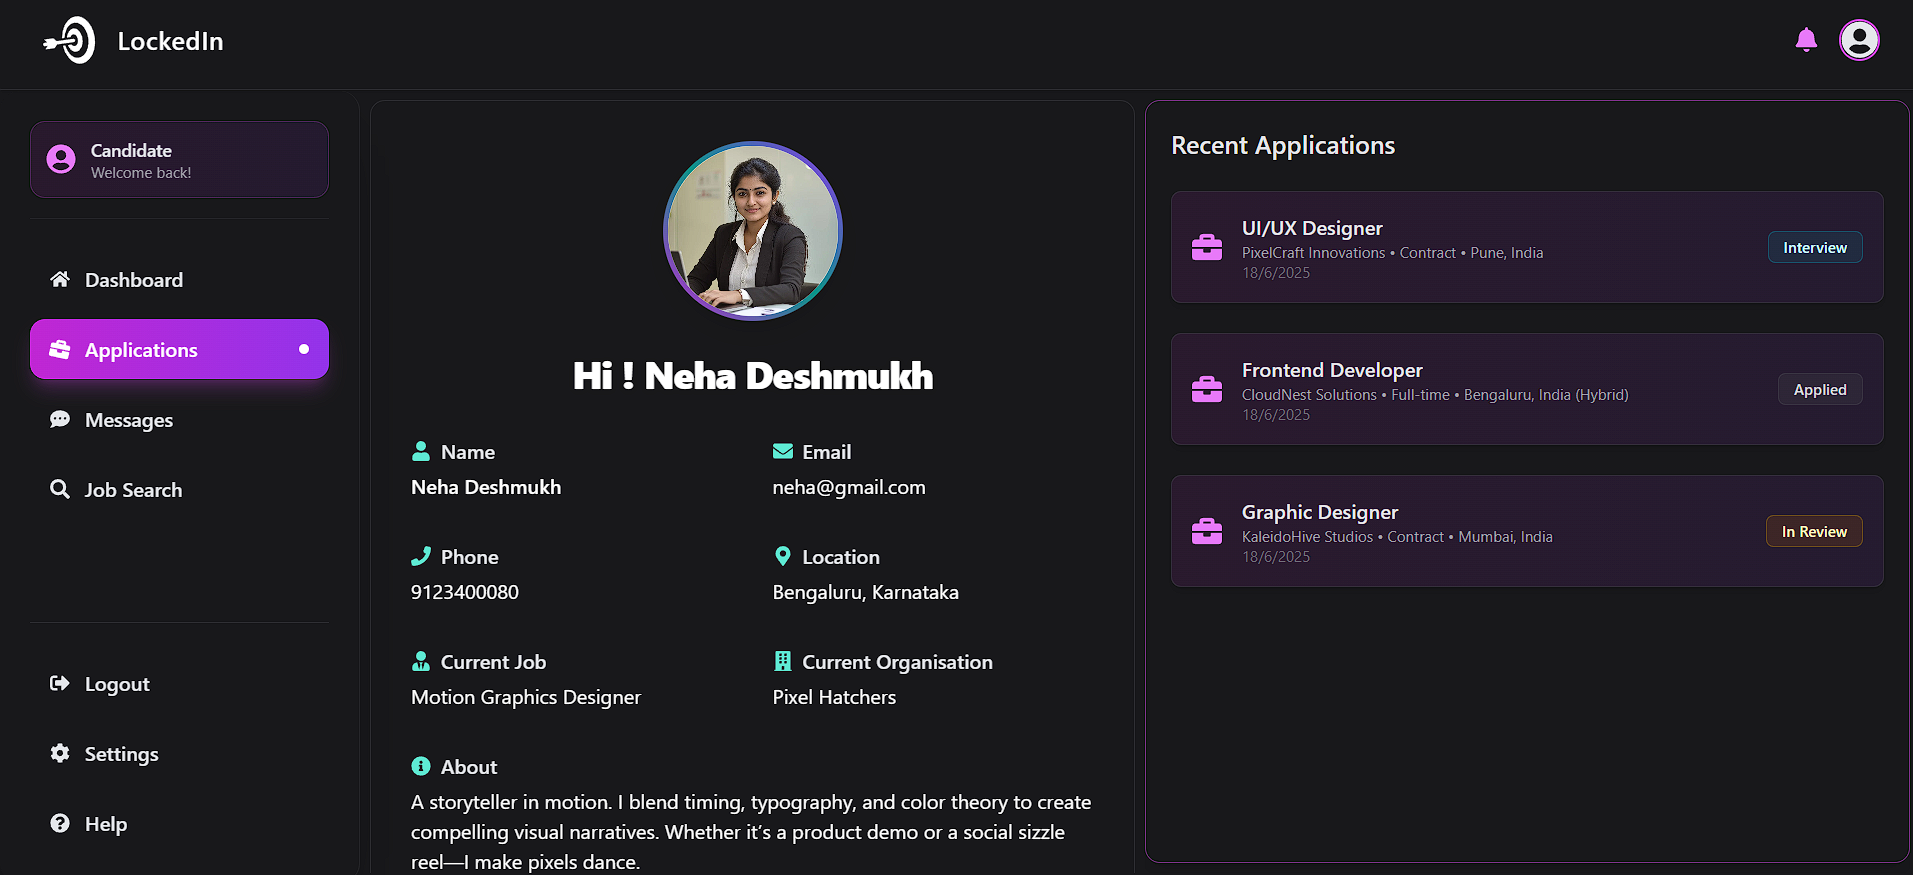 LockedIn
Candidate
Welcome back!
Dashboard
Applications
Messages
Job Search
Logout
Settings
Help
Hi ! Neha Deshmukh
Name
Neha Deshmukh
Email
neha@gmail.com
Phone
9123400080
Location
Bengaluru, Karnataka
Current Job
Motion Graphics Designer
Current Organisation
Pixel Hatchers
About
A storyteller in motion. I blend timing, typography, and color theory to create
compelling visual narratives. Whether it’s a product demo or a social sizzle
reel—I make pixels dance.
Recent Applications
UI/UX Designer
PixelCraft Innovations • Contract • Pune, India
18/6/2025
Interview
Frontend Developer
CloudNest Solutions • Full-time • Bengaluru, India (Hybrid)
18/6/2025
Applied
Graphic Designer
KaleidoHive Studios • Contract • Mumbai, India
18/6/2025
In Review